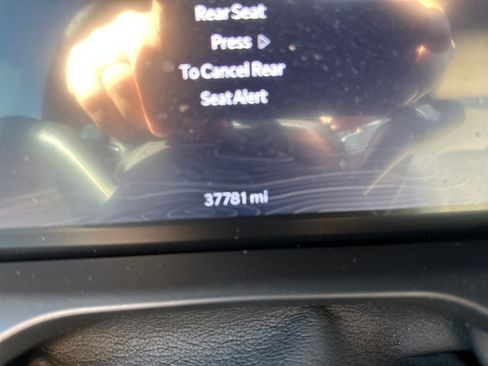 Rear Seat
Press ▷
To Cancel Rear
Seat Alert
37781 mi